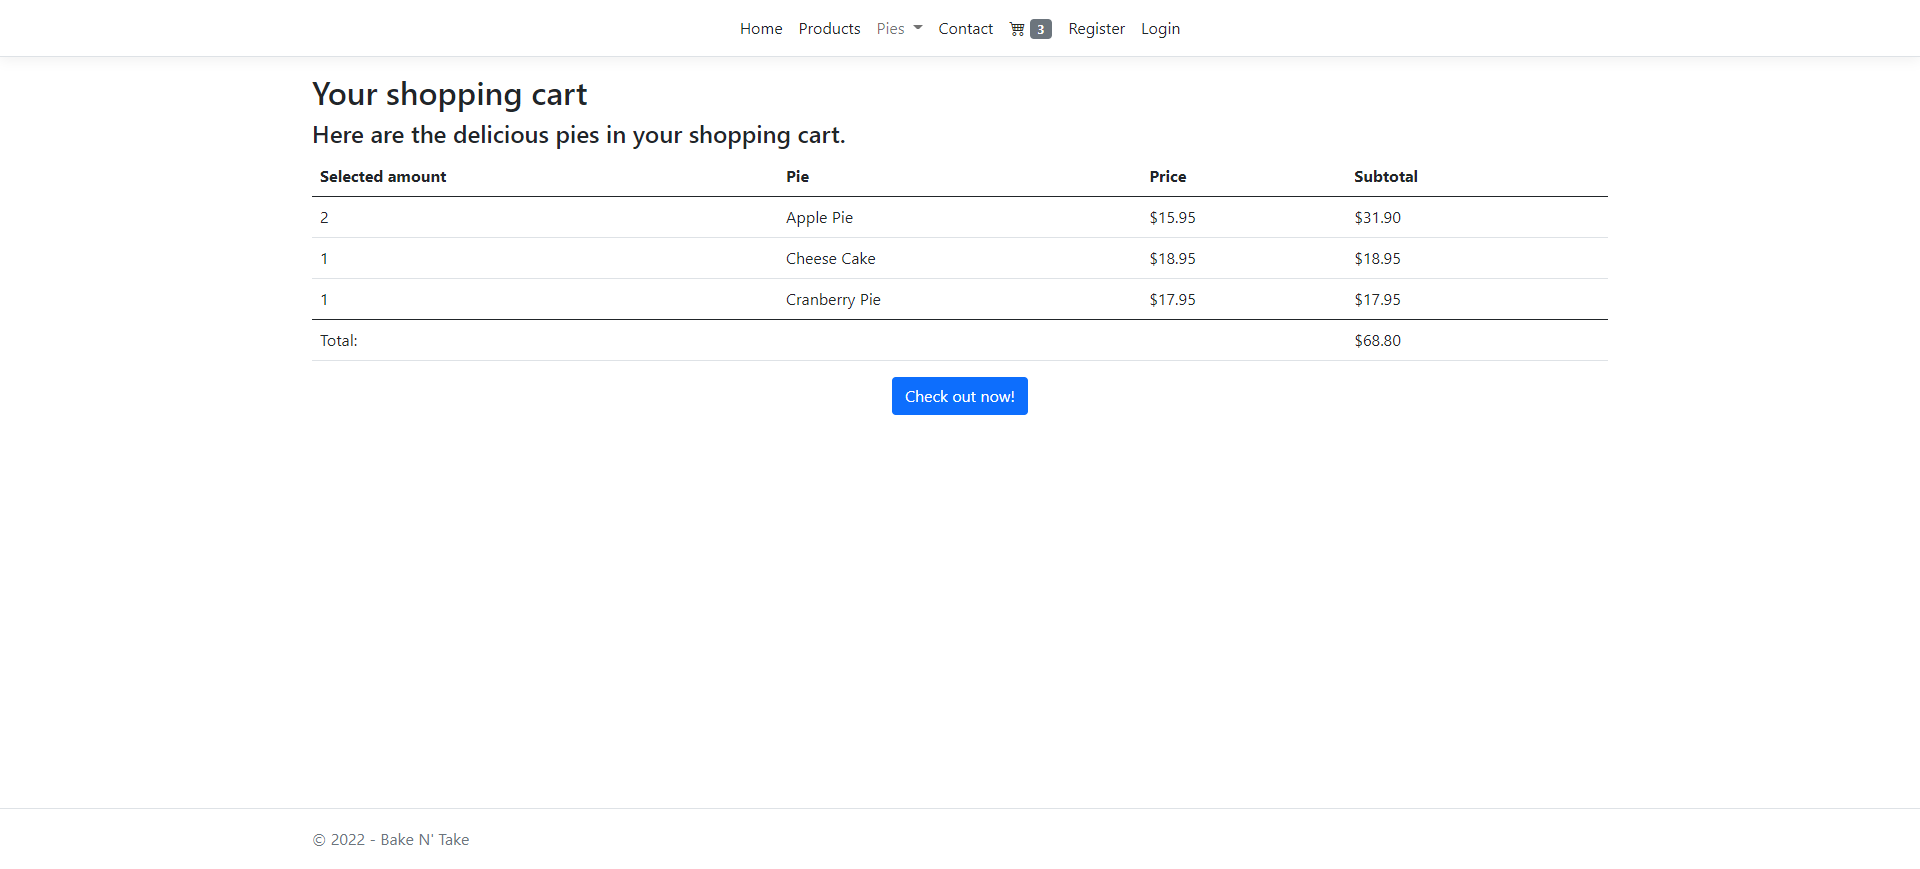 Home Products Pies Contact 3 Register Login
Your shopping cart
Here are the delicious pies in your shopping cart.
Selected amount Pie Price Subtotal
2 Apple Pie $15.95 $31.90
1 Cheese Cake $18.95 $18.95
1 Cranberry Pie $17.95 $17.95
Total: $68.80
Check out now!
© 2022 - Bake N' Take